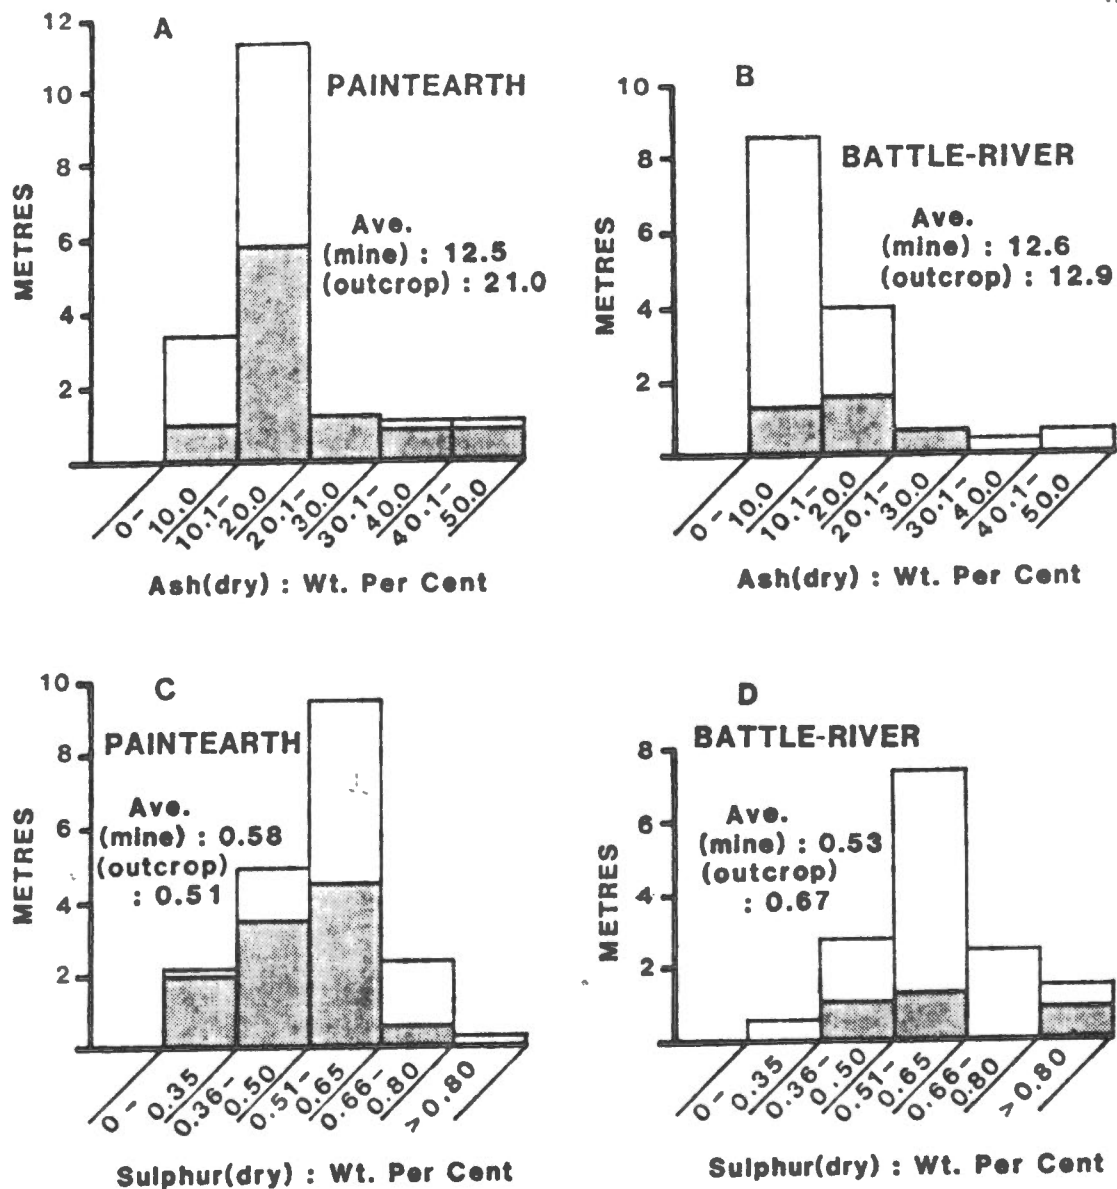 A
PAINTEARTH
Ave.
(mine) : 12.5
(outcrop) : 21.0
METRES
12
10
8
6
4
2
0-10.0
10.1-20.0
20.1-30.0
30.1-40.0
40.1-50.0
Ash(dry) : Wt. Per Cent
B
BATTLE-RIVER
Ave.
(mine) : 12.6
(outcrop) : 12.9
METRES
10
8
6
4
2
0-10.0
10.1-20.0
20.1-30.0
30.1-40.0
40.1-50.0
Ash(dry) : Wt. Per Cent
C
PAINTEARTH
Ave.
(mine) : 0.58
(outcrop)
: 0.51
METRES
10
8
6
4
2
0-0.35
0.36-0.50
0.51-0.65
0.66-0.80
>0.80
Sulphur(dry) : Wt. Per Cent
D
BATTLE-RIVER
Ave.
(mine) : 0.53
(outcrop)
: 0.67
METRES
8
6
4
2
0-0.35
0.36-0.50
0.51-0.65
0.66-0.80
>0.80
Sulphur(dry) : Wt. Per Cent